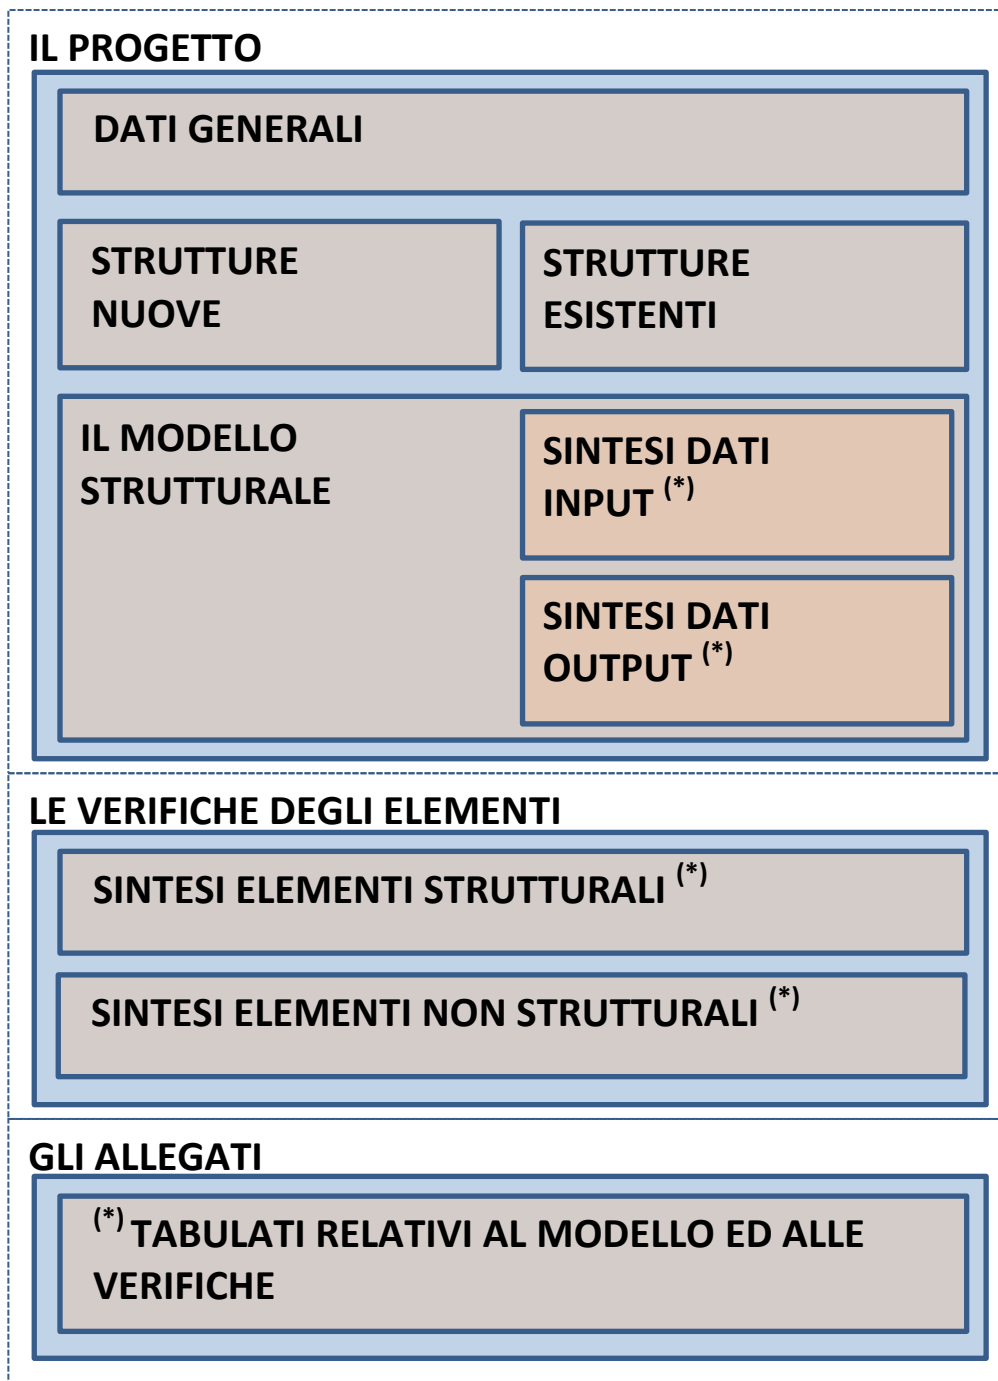 IL PROGETTO
DATI GENERALI
STRUTTURE
NUOVE
STRUTTURE
ESISTENTI
IL MODELLO
STRUTTURALE
SINTESI DATI
INPUT (*)
SINTESI DATI
OUTPUT (*)
LE VERIFICHE DEGLI ELEMENTI
SINTESI ELEMENTI STRUTTURALI (*)
SINTESI ELEMENTI NON STRUTTURALI (*)
GLI ALLEGATI
(*) TABULATI RELATIVI AL MODELLO ED ALLE
VERIFICHE